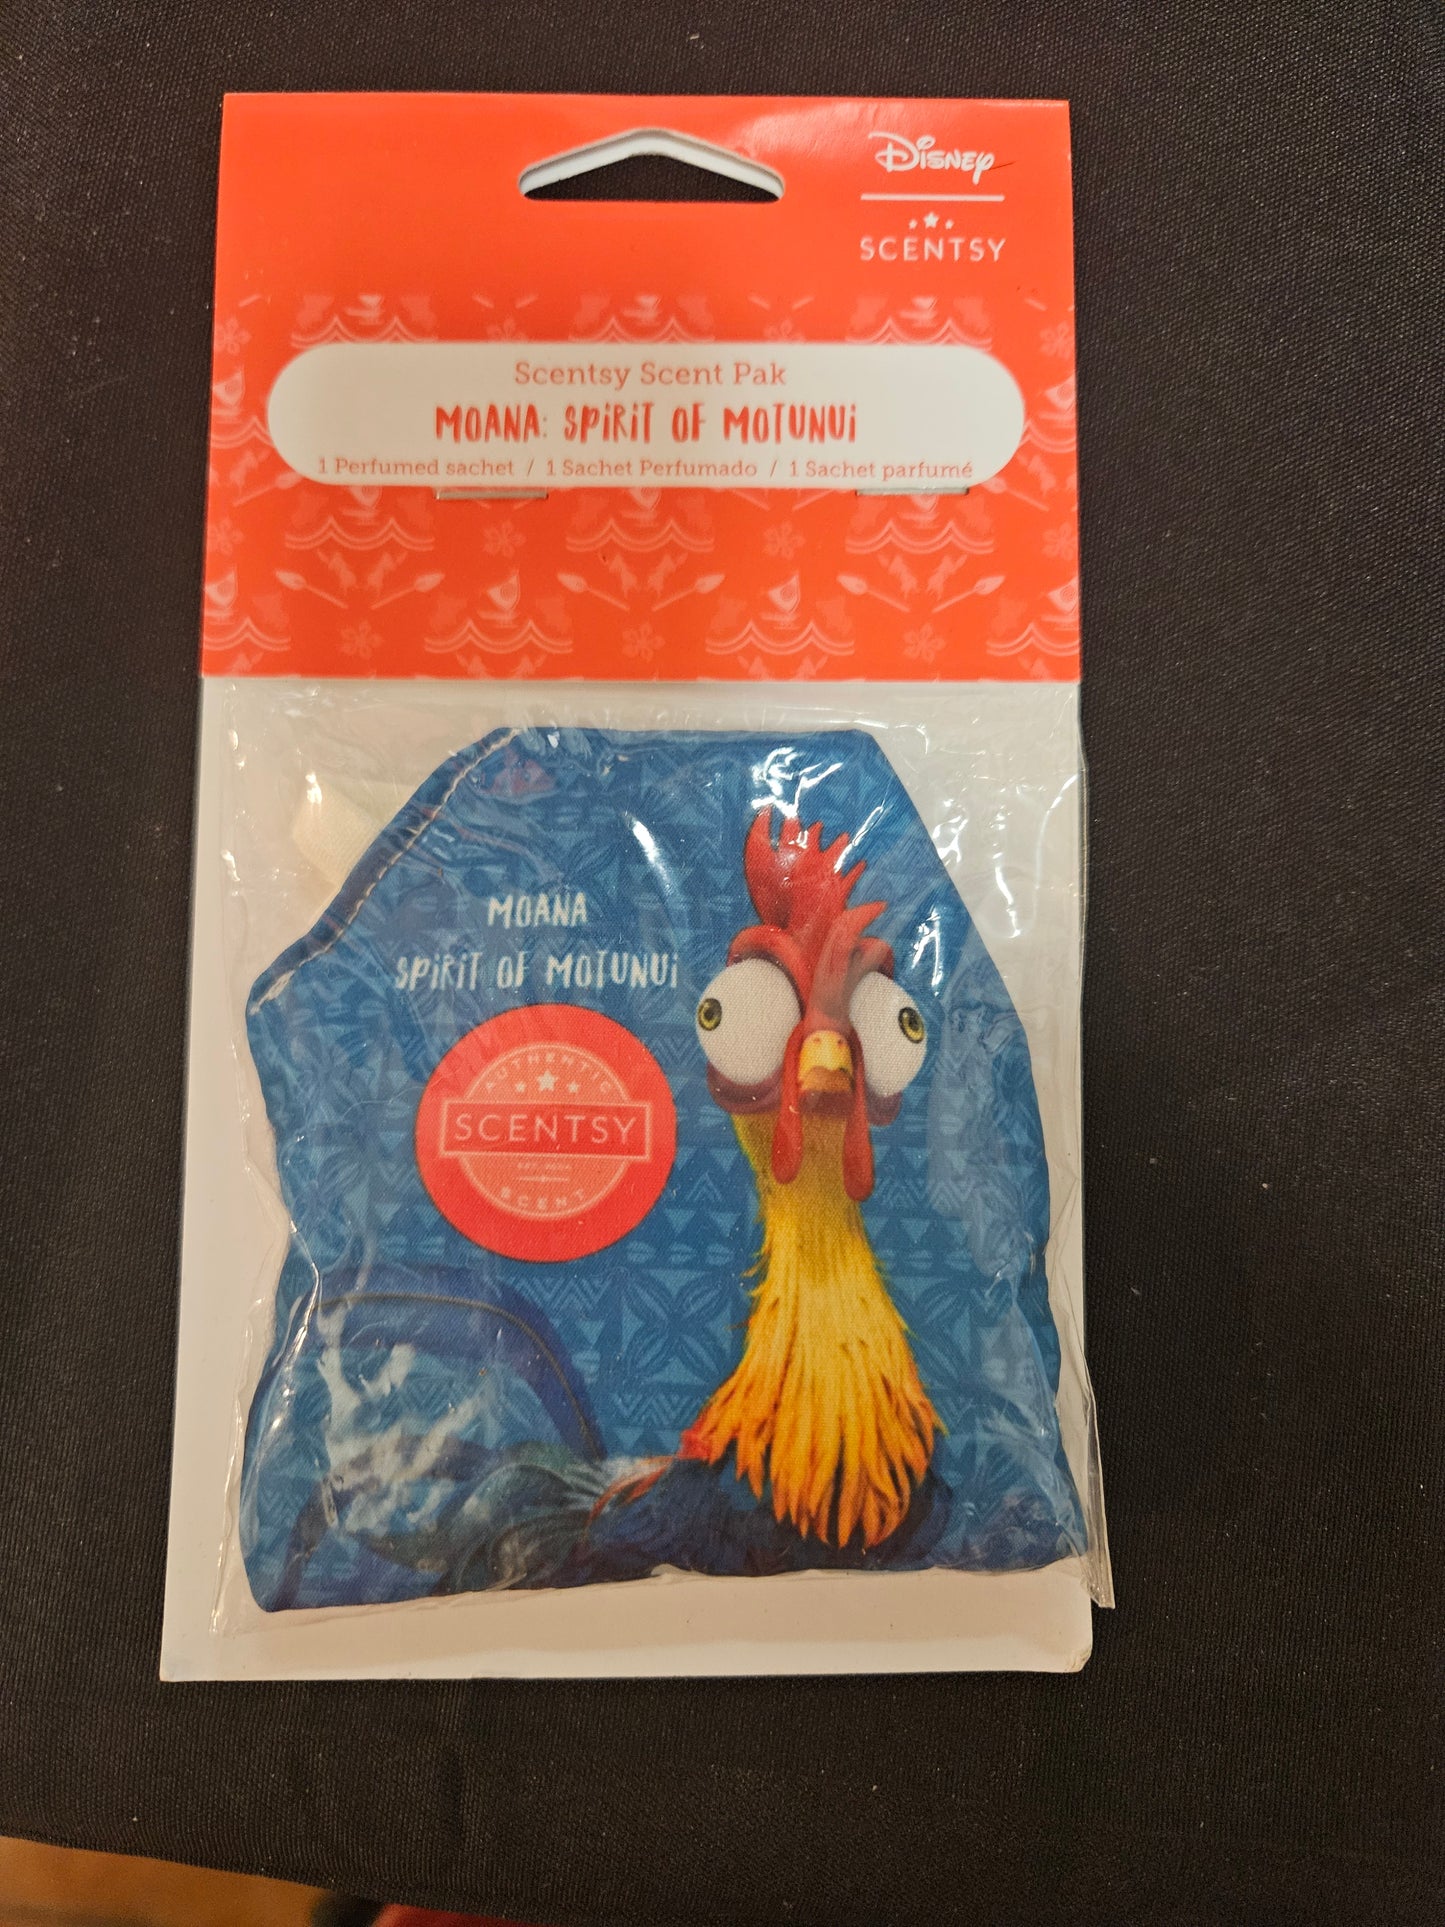 Disney
SCENTSY
Scentsy Scent Pak
MOANA: SPiRiT OF MOTUNUi
1 Perfumed sachet / 1 Sachet Perfumado / 1 Sachet parfumé
MOANA
SPiRiT OF MOTUNUi
AUTHENTIC
SCENTSY
SCENT